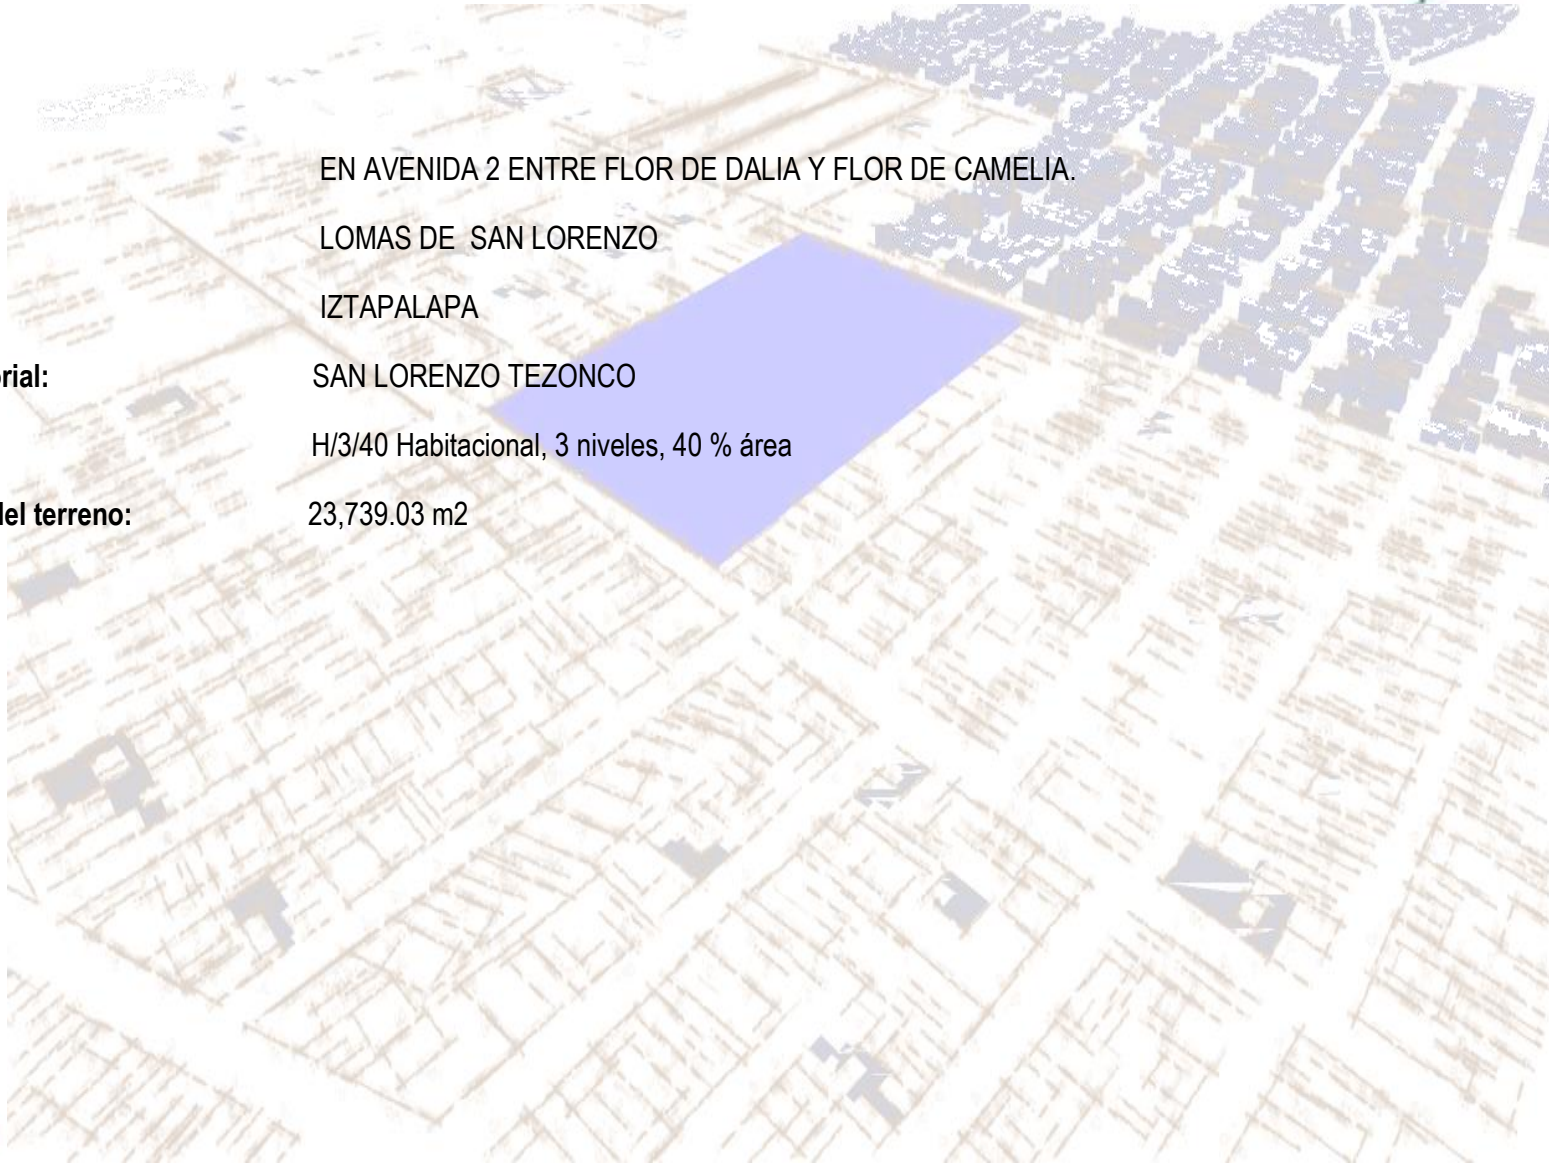 EN AVENIDA 2 ENTRE FLOR DE DALIA Y FLOR DE CAMELIA.
LOMAS DE SAN LORENZO
IZTAPALAPA
rial: SAN LORENZO TEZONCO
H/3/40 Habitacional, 3 niveles, 40 % área
del terreno: 23,739.03 m2